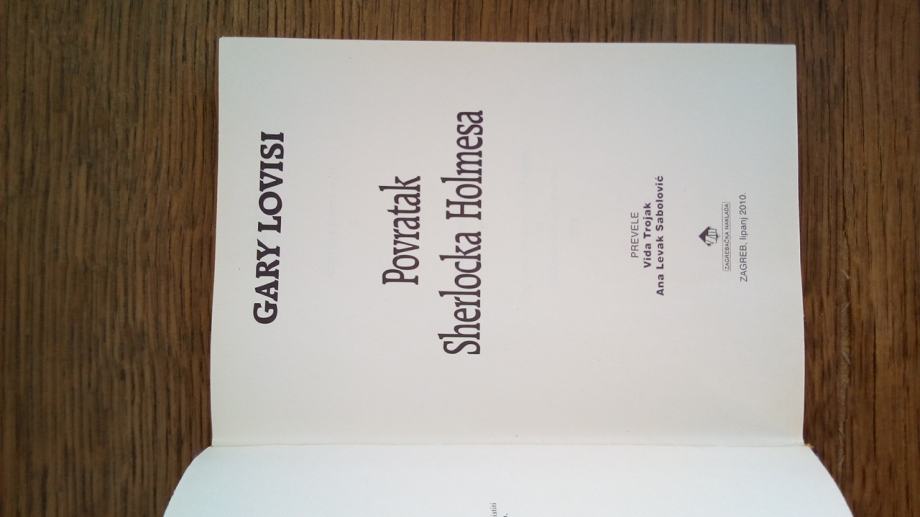 GARY LOVISI
Povratak
Sherlocka Holmesa
PREVELE
Vida Trojak
Ana Levak Sabolović
ZAGREBAČKA NAKLADA
ZAGREB, lipanj 2010.